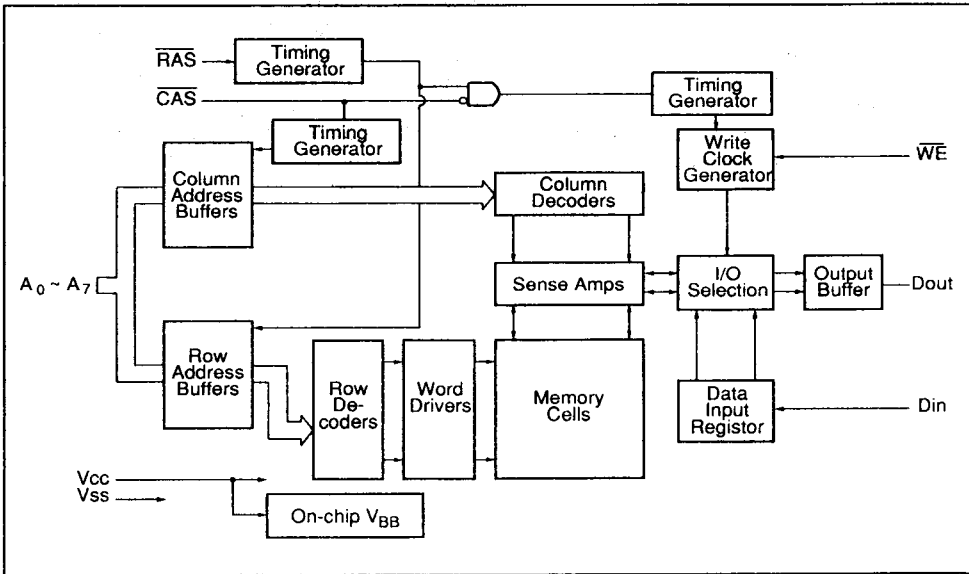 RAS
Timing
Generator
CAS
Timing
Generator
Timing
Generator
Write
Clock
Generator
WE
Column
Address
Buffers
Column
Decoders
A0 ~ A7
Sense Amps
I/O
Selection
Output
Buffer
Dout
Row
Address
Buffers
Row
De-
coders
Word
Drivers
Memory
Cells
Data
Input
Registor
Din
Vcc
Vss
On-chip VBB